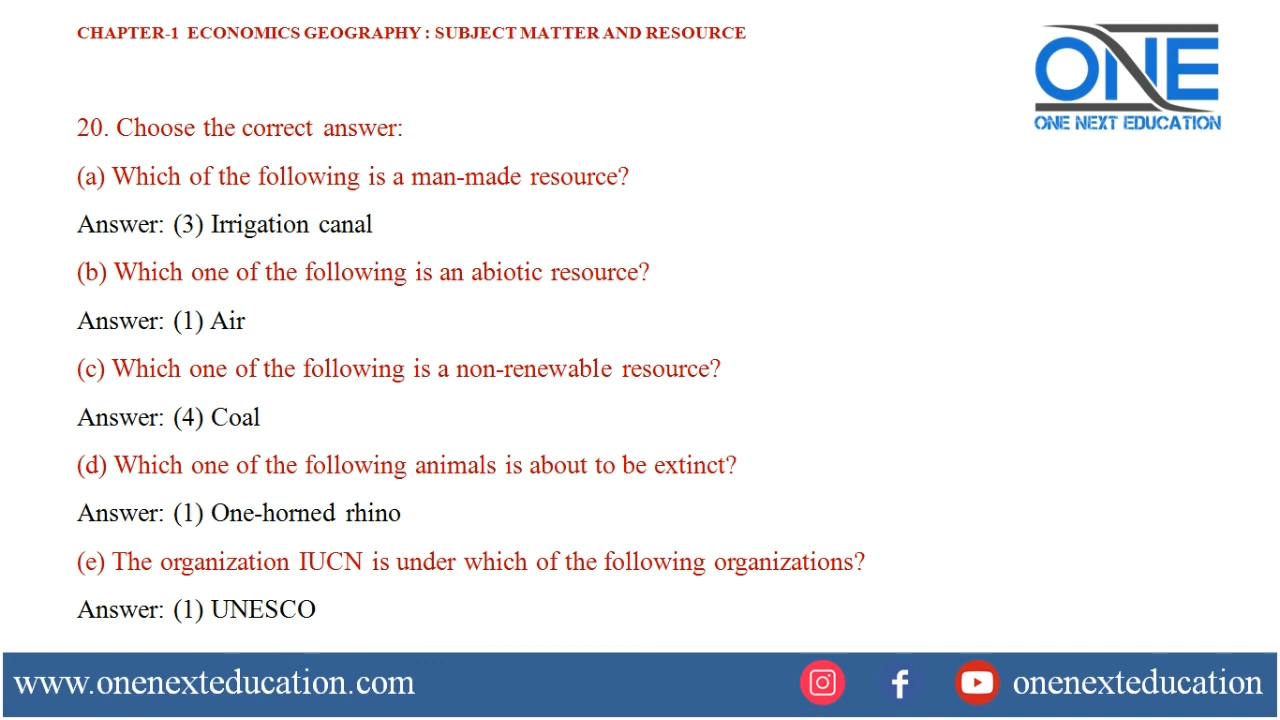 CHAPTER-1 ECONOMICS GEOGRAPHY : SUBJECT MATTER AND RESOURCE
ONE
ONE NEXT EDUCATION
20. Choose the correct answer:
(a) Which of the following is a man-made resource?
Answer: (3) Irrigation canal
(b) Which one of the following is an abiotic resource?
Answer: (1) Air
(c) Which one of the following is a non-renewable resource?
Answer: (4) Coal
(d) Which one of the following animals is about to be extinct?
Answer: (1) One-horned rhino
(e) The organization IUCN is under which of the following organizations?
Answer: (1) UNESCO
www.onenexteducation.com onenexteducation